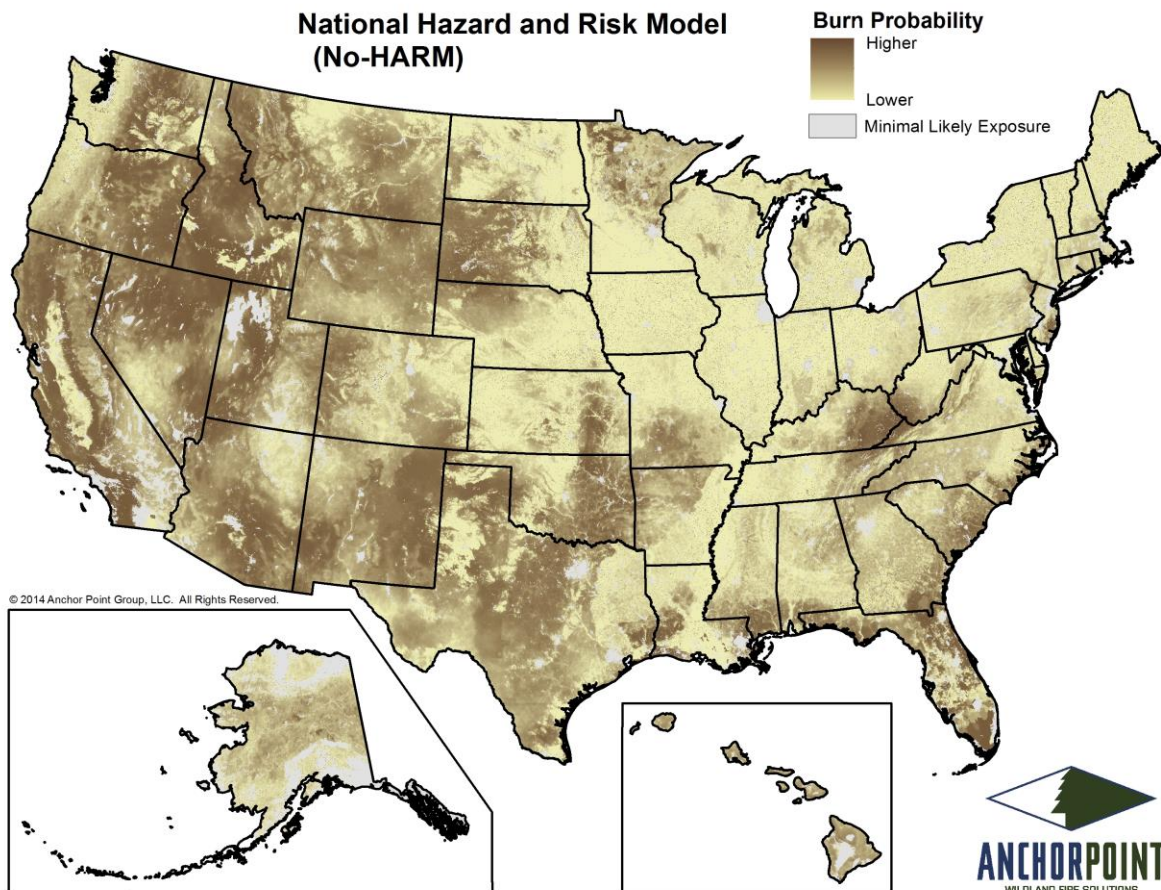 National Hazard and Risk Model
(No-HARM)
Burn Probability
Higher
Lower
Minimal Likely Exposure
© 2014 Anchor Point Group, LLC. All Rights Reserved.
ANCHORPOINT
WILDLAND FIRE SOLUTIONS